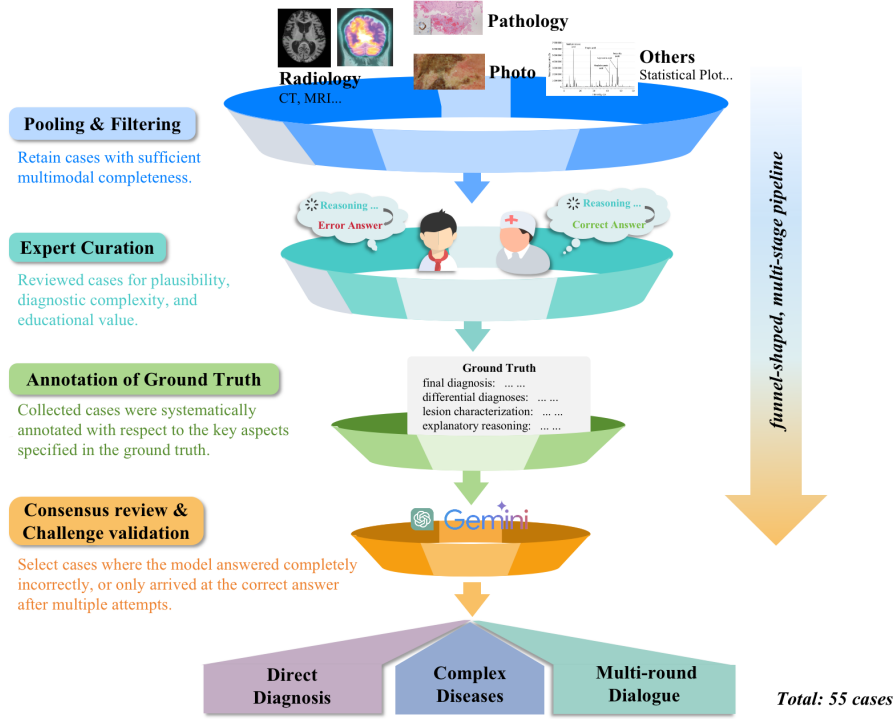 Pathology
Radiology
CT, MRI...
Photo
Others
Statistical Plot...
Pooling & Filtering
Retain cases with sufficient
multimodal completeness.
Reasoning ...
Error Answer
Reasoning ...
Correct Answer
Expert Curation
Reviewed cases for plausibility,
diagnostic complexity, and
educational value.
funnel-shaped, multi-stage pipeline
Annotation of Ground Truth
Collected cases were systematically
annotated with respect to the key aspects
specified in the ground truth.
Ground Truth
final diagnosis: ... ...
differential diagnoses: ... ...
lesion characterization: ... ...
explanatory reasoning: ... ...
Consensus review &
Challenge validation
Gemini
Select cases where the model answered completely
incorrectly, or only arrived at the correct answer
after multiple attempts.
Direct
Diagnosis
Complex
Diseases
Multi-round
Dialogue
Total: 55 cases